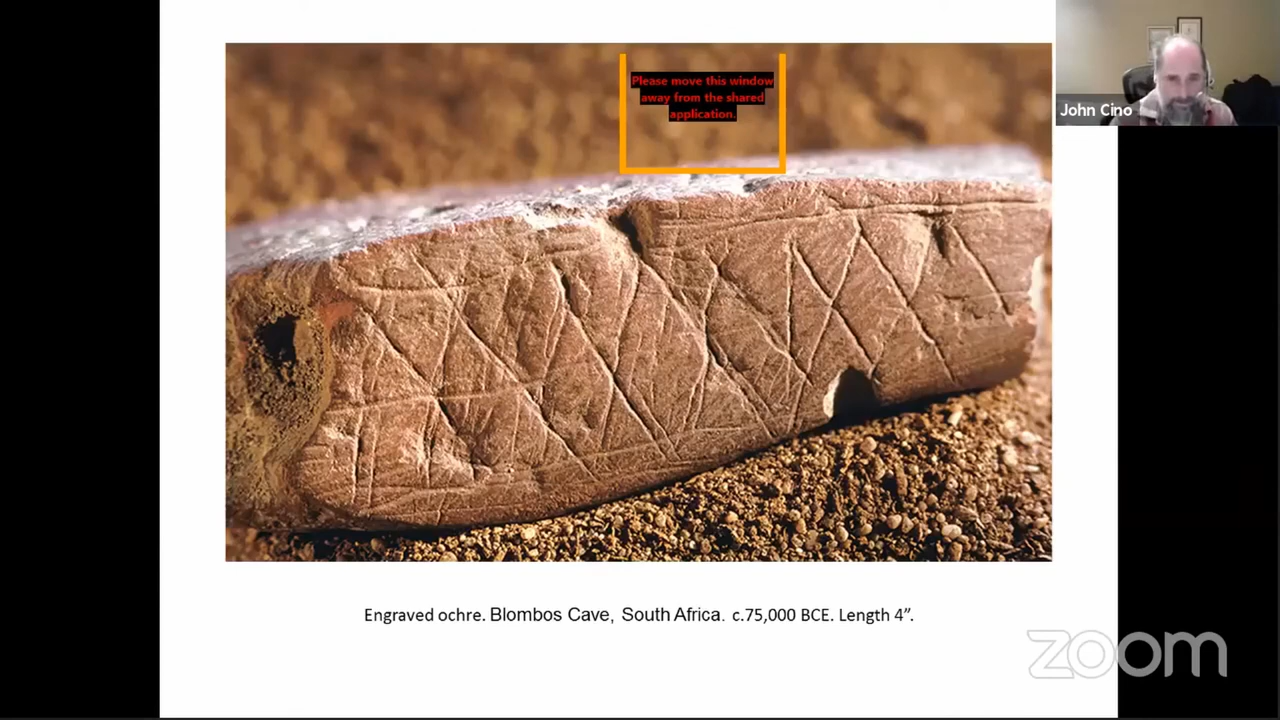 Please move this window
away from the shared
application.
John Cino
Engraved ochre. Blombos Cave, South Africa. c.75,000 BCE. Length 4”.
zoom